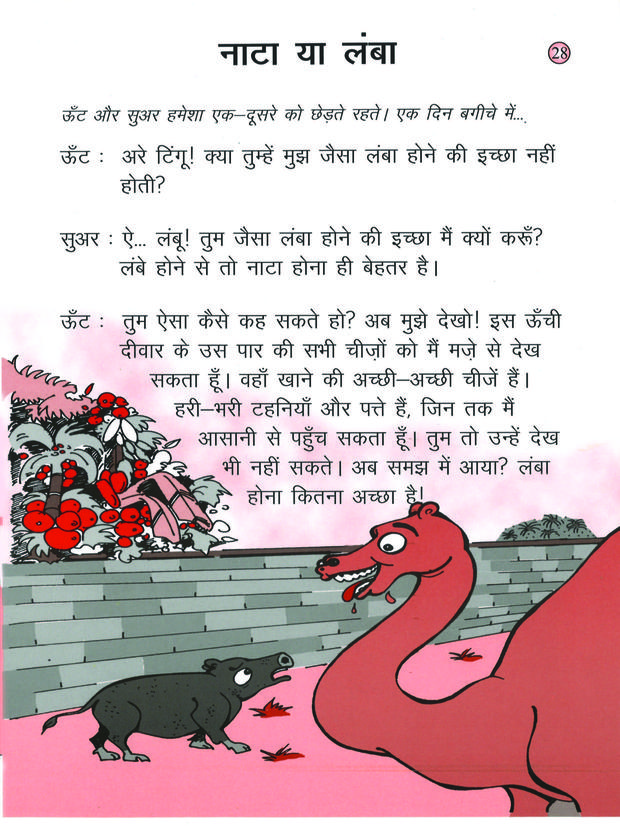 नाटा या लंबा
28
ऊँट और सुअर हमेशा एक–दूसरे को छेड़ते रहते। एक दिन बगीचे में...
ऊँट : अरे टिंगू! क्या तुम्हें मुझ जैसा लंबा होने की इच्छा नहीं
होती?
सुअर : ऐ... लंबू! तुम जैसा लंबा होने की इच्छा मैं क्यों करूँ?
लंबे होने से तो नाटा होना ही बेहतर है।
ऊँट : तुम ऐसा कैसे कह सकते हो? अब मुझे देखो! इस ऊँची
दीवार के उस पार की सभी चीज़ों को मैं मज़े से देख
सकता हूँ। वहाँ खाने की अच्छी–अच्छी चीजें हैं।
हरी–भरी टहनियाँ और पत्ते हैं, जिन तक मैं
आसानी से पहुँच सकता हूँ। तुम तो उन्हें देख
भी नहीं सकते। अब समझ में आया? लंबा
होना कितना अच्छा है!